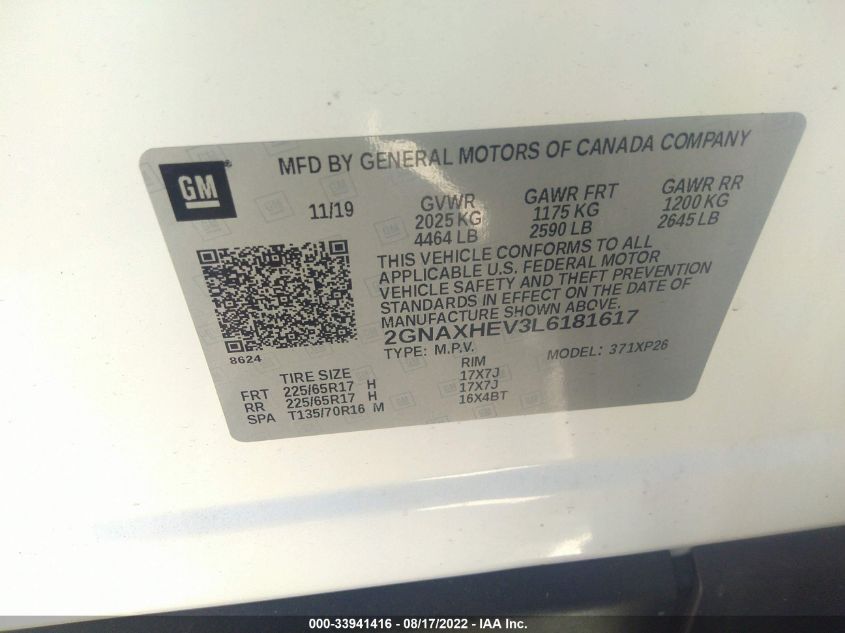 MFD BY GENERAL MOTORS OF CANADA COMPANY
GM®
11/19
GVWR
2025 KG
4464 LB
GAWR FRT
1175 KG
2590 LB
GAWR RR
1200 KG
2645 LB
THIS VEHICLE CONFORMS TO ALL
APPLICABLE U.S. FEDERAL MOTOR
VEHICLE SAFETY AND THEFT PREVENTION
STANDARDS IN EFFECT ON THE DATE OF
MANUFACTURE SHOWN ABOVE.
2GNAXHEV3L6181617
TYPE: M.P.V.
MODEL: 371XP26
8624
TIRE SIZE RIM
FRT 225/65R17 H 17X7J
RR 225/65R17 H 17X7J
SPA T135/70R16 M 16X4BT
000-33941416 - 08/17/2022 - IAA Inc.